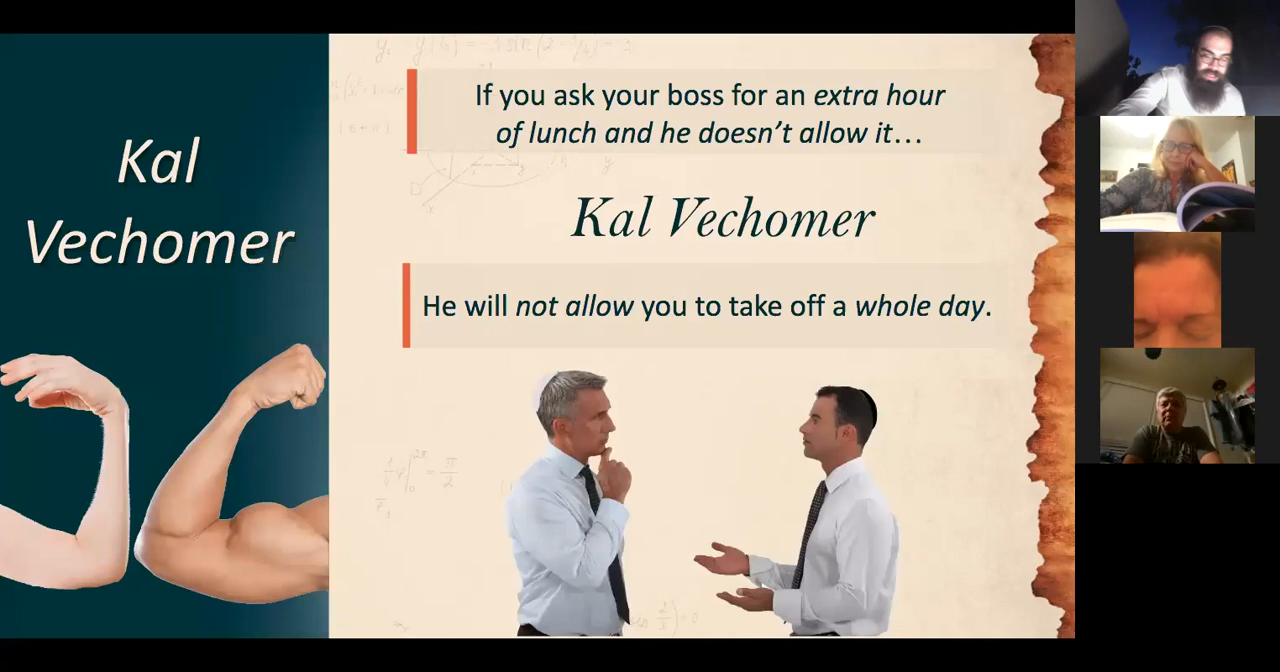 Kal
Vechomer
If you ask your boss for an extra hour
of lunch and he doesn’t allow it…
Kal Vechomer
He will not allow you to take off a whole day.